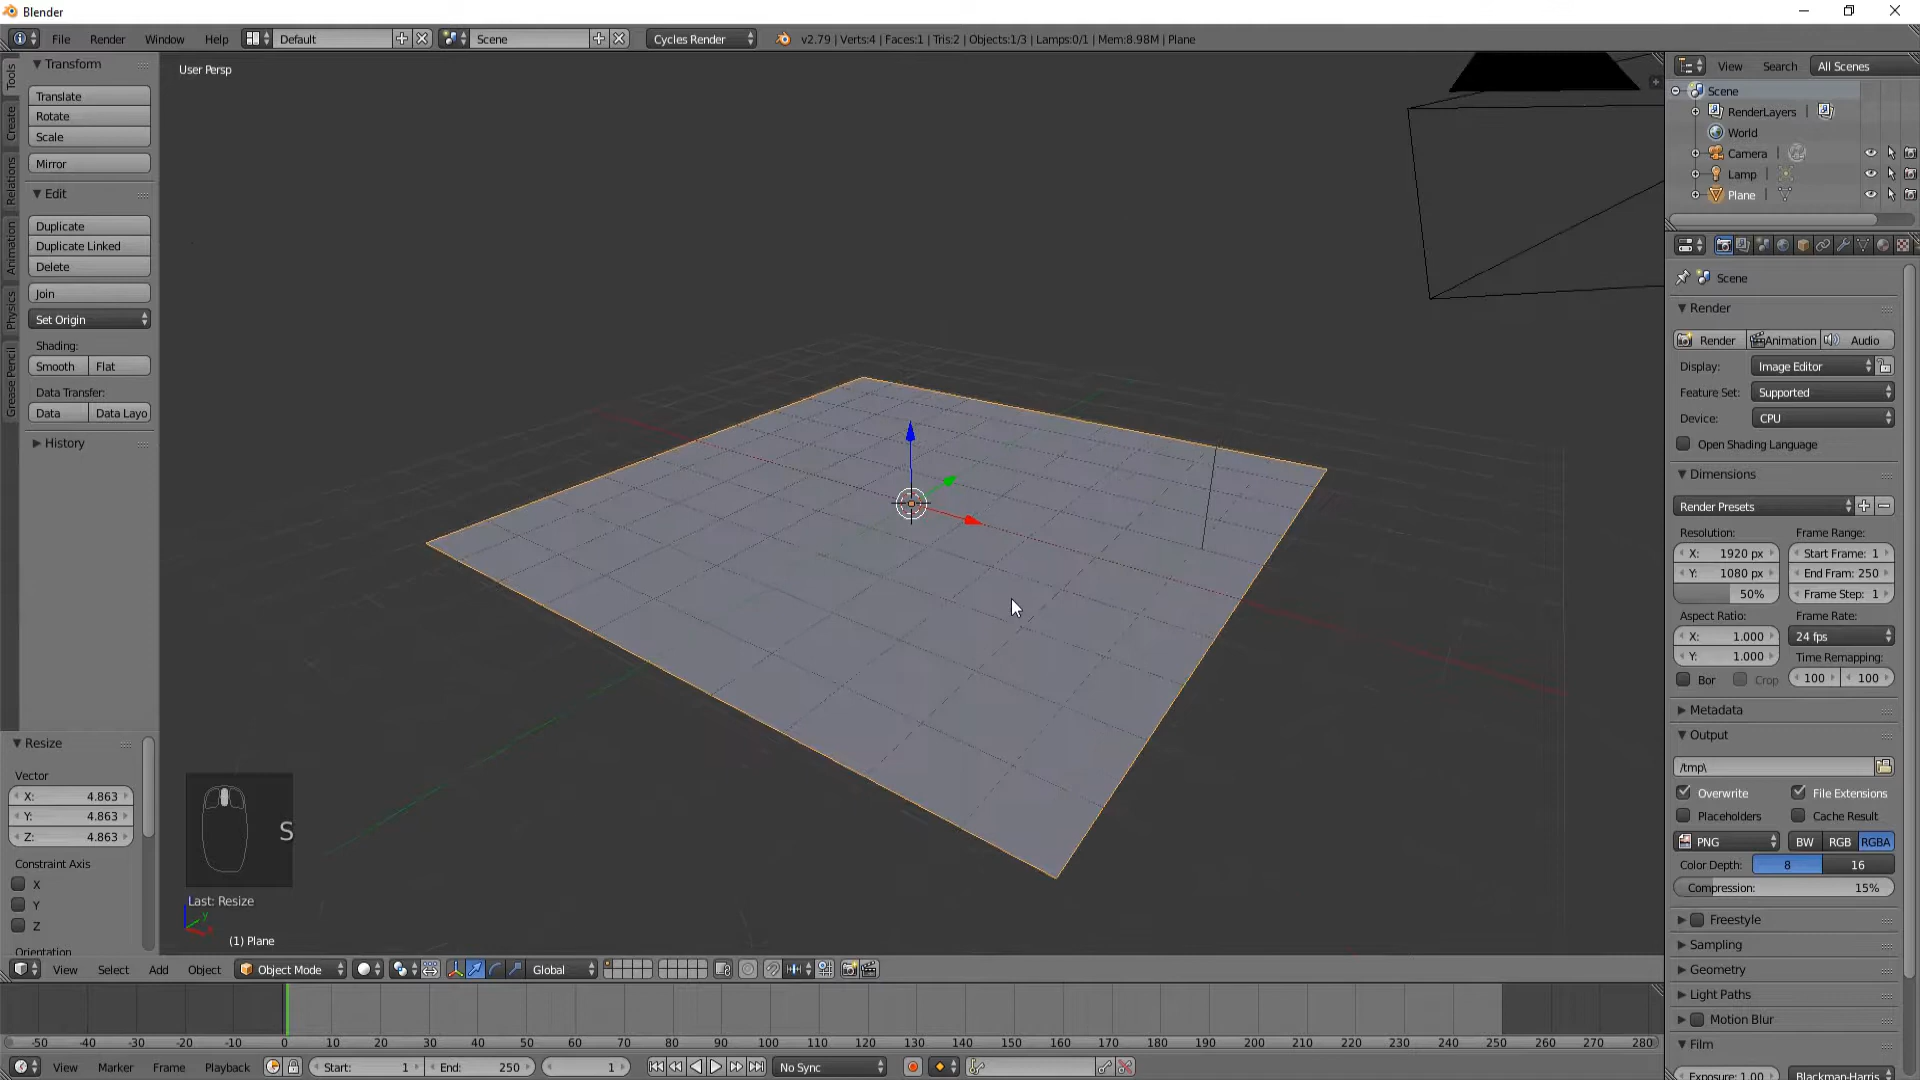 Blender
File Render Window Help Default Scene Cycles Render v2.79 | Verts:4 | Faces:1 | Tris:2 | Objects:1/3 | Lamps:0/1 | Mem:8.98M | Plane
Tools
Create
Relations
Animation
Physics
Grease Pencil
Transform
Translate
Rotate
Scale
Mirror
Edit
Duplicate
Duplicate Linked
Delete
Join
Set Origin
Shading:
Smooth Flat
Data Transfer:
Data Data Layo
History
Resize
Vector
X: 4.863
Y: 4.863
Z: 4.863
Constraint Axis
X
Y
Z
Orientation
User Persp
S
Last: Resize
(1) Plane
View Select Add Object Object Mode Global
-50 -40 -30 -20 -10 0 10 20 30 40 50 60 70 80 90 100 110 120 130 140 150 160 170 180 190 200 210 220 230 240 250 260 270 280
View Marker Frame Playback Start: 1 End: 250 1 No Sync
View Search All Scenes
Scene
RenderLayers
World
Camera
Lamp
Plane
Scene
Render
Render Animation Audio
Display: Image Editor
Feature Set: Supported
Device: CPU
Open Shading Language
Dimensions
Render Presets
Resolution: Frame Range:
X: 1920 px Start Frame: 1
Y: 1080 px End Fram: 250
50% Frame Step: 1
Aspect Ratio: Frame Rate:
X: 1.000 24 fps
Y: 1.000 Time Remapping:
Bor Crop 100 100
Metadata
Output
/tmp\
Overwrite File Extensions
Placeholders Cache Result
PNG BW RGB RGBA
Color Depth: 8 16
Compression: 15%
Freestyle
Sampling
Geometry
Light Paths
Motion Blur
Film
Exposure: 1.00 Blackman-Harris